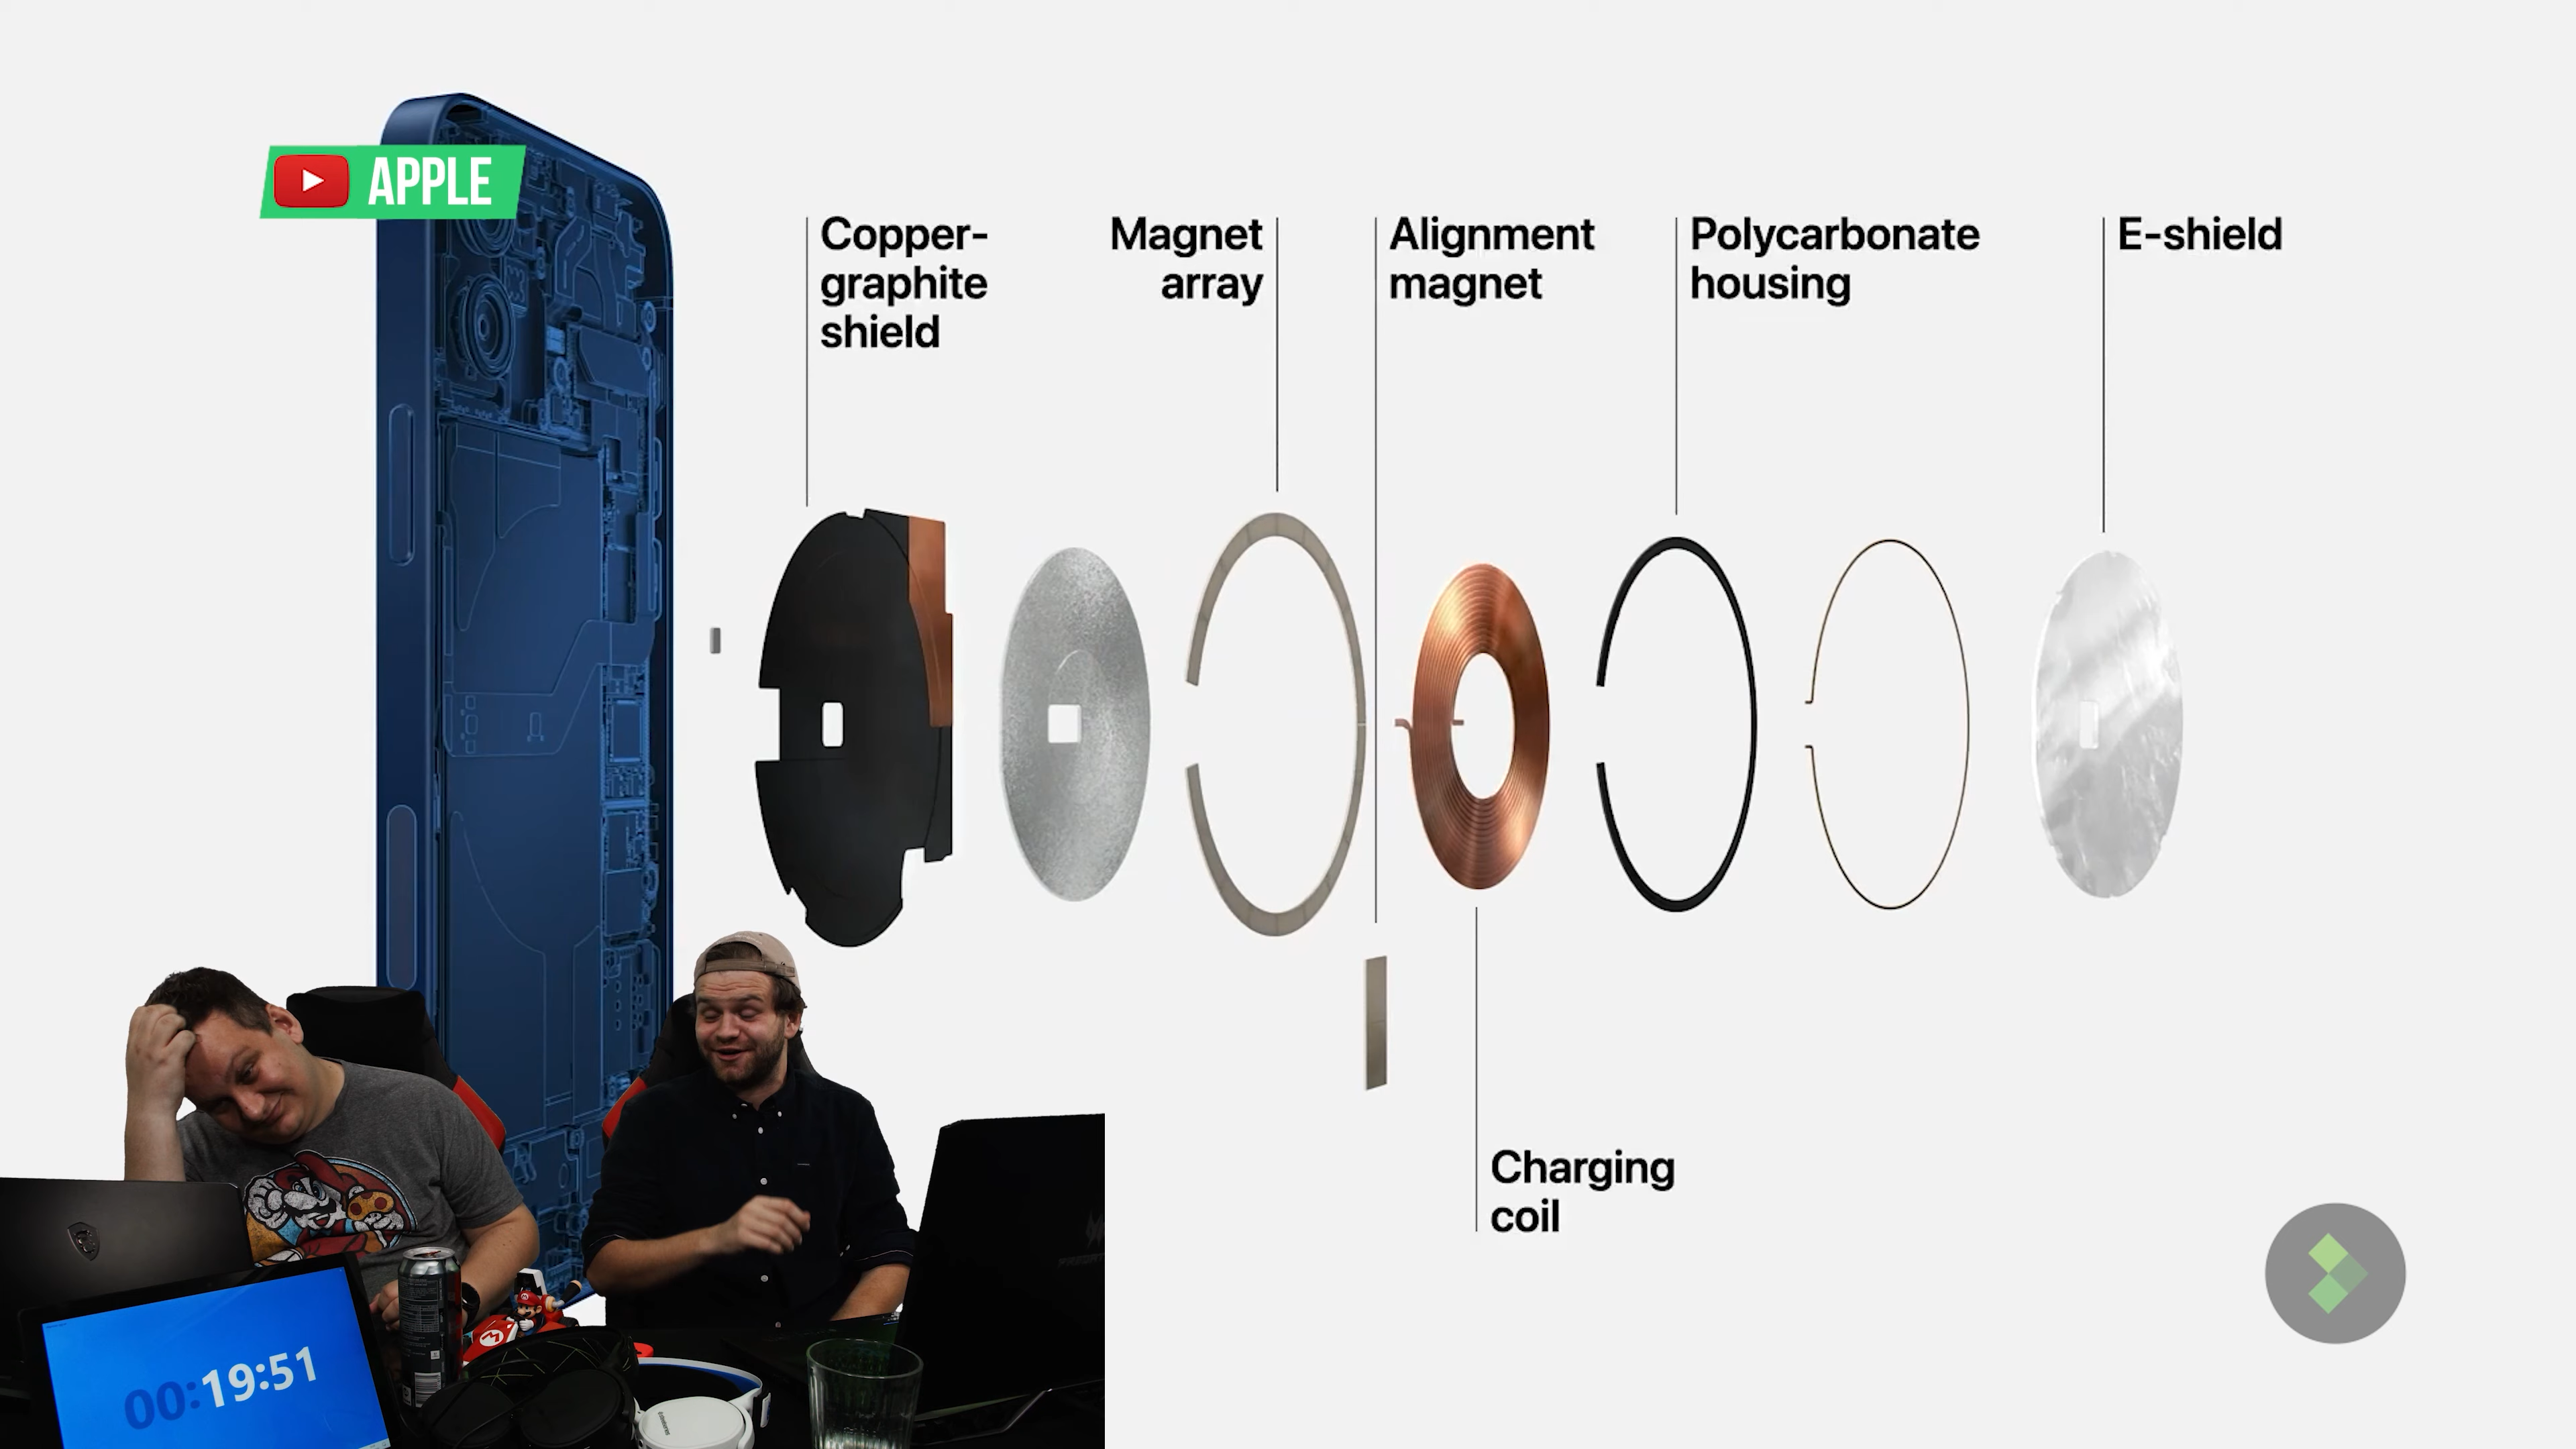 APPLE
Copper-
graphite
shield
Magnet
array
Alignment
magnet
Polycarbonate
housing
E-shield
Charging
coil
00:19:51
M